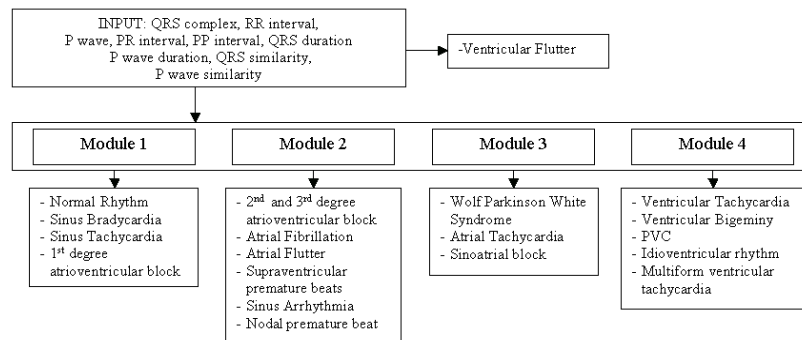 INPUT: QRS complex, RR interval,
P wave, PR interval, PP interval, QRS duration
P wave duration, QRS similarity,
P wave similarity
-Ventricular Flutter
Module 1
Module 2
Module 3
Module 4
- Normal Rhythm
- Sinus Bradycardia
- Sinus Tachycardia
- 1st degree
atrioventricular block
- 2nd and 3rd degree
atrioventricular block
- Atrial Fibrillation
- Atrial Flutter
- Supraventricular
premature beats
- Sinus Arrhythmia
- Nodal premature beat
- Wolf Parkinson White
Syndrome
- Atrial Tachycardia
- Sinoatrial block
- Ventricular Tachycardia
- Ventricular Bigeminy
- PVC
- Idioventricular rhythm
- Multiform ventricular
tachycardia